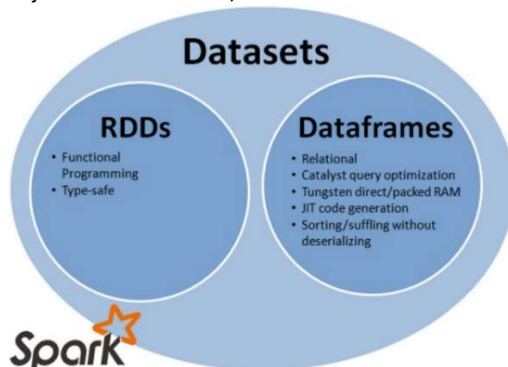 Datasets
RDDs
• Functional
Programming
• Type-safe
Dataframes
• Relational
• Catalyst query optimization
• Tungsten direct/packed RAM
• JIT code generation
• Sorting/suffling without
deserializing
Spark